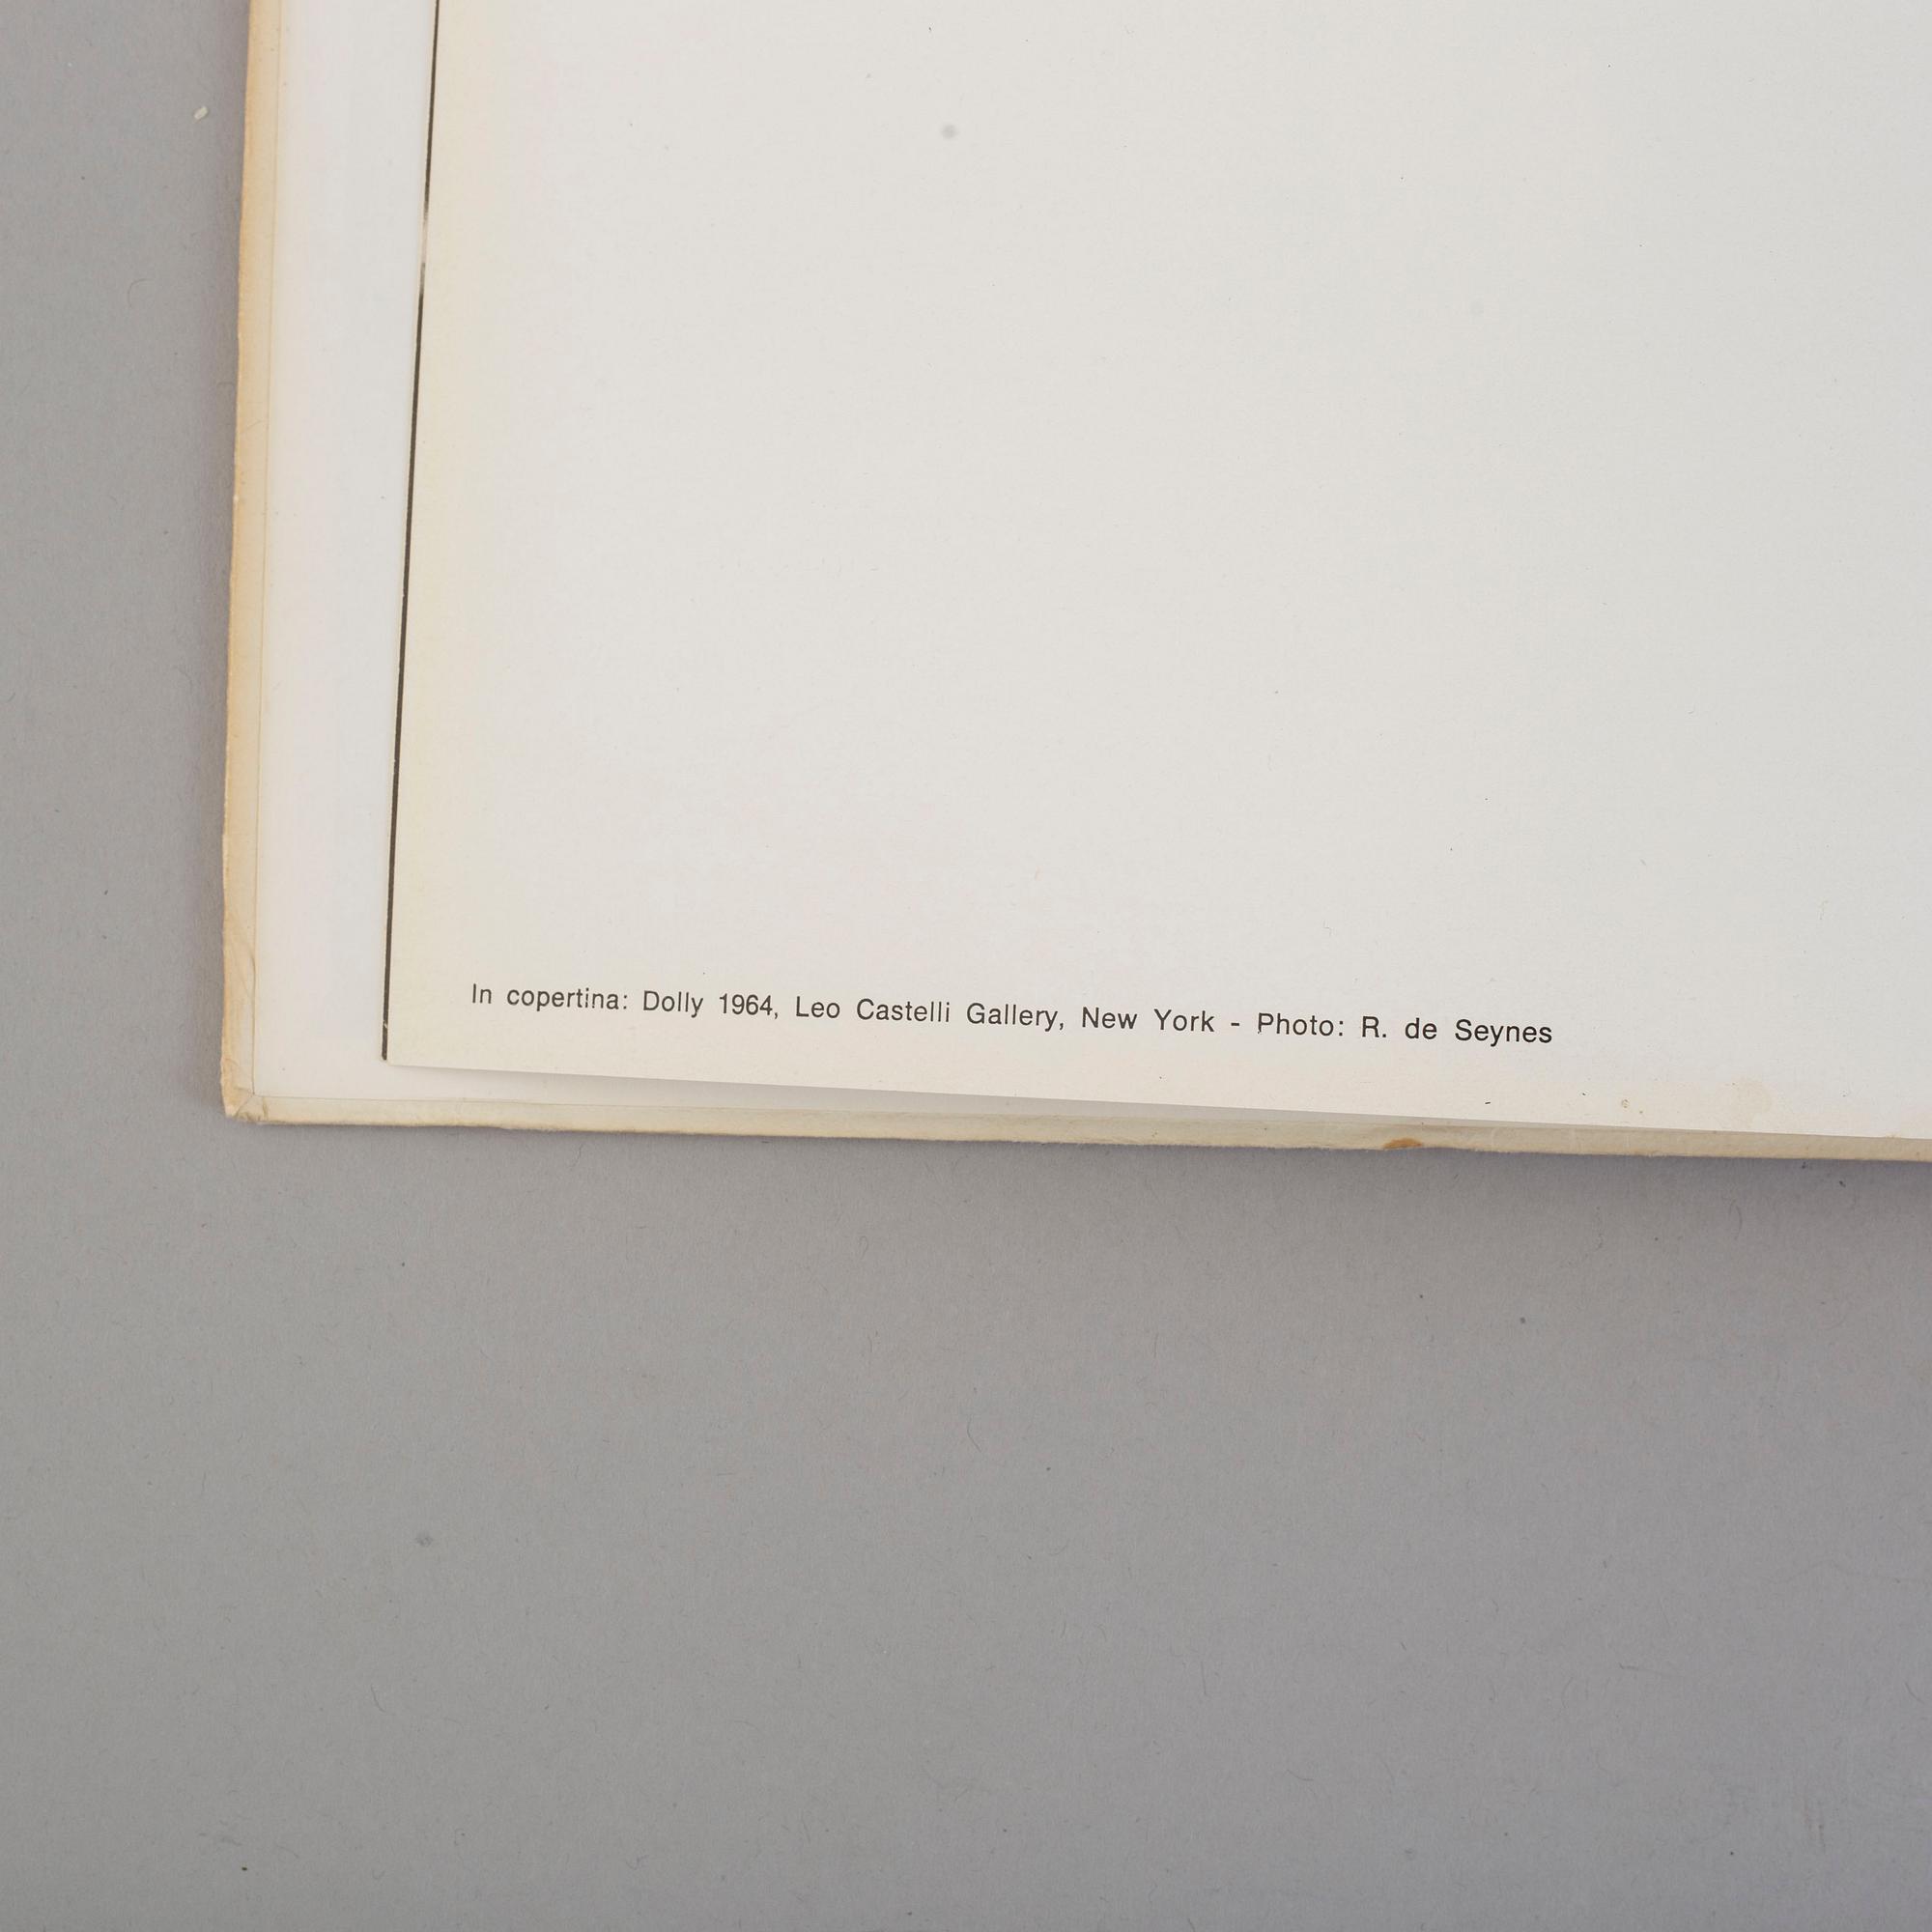 In copertina: Dolly 1964, Leo Castelli Gallery, New York - Photo: R. de Seynes